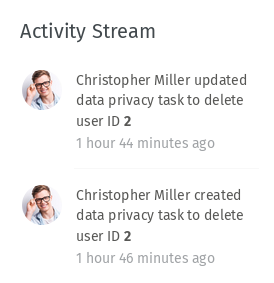 Activity Stream
Christopher Miller updated
data privacy task to delete
user ID 2
1 hour 44 minutes ago
Christopher Miller created
data privacy task to delete
user ID 2
1 hour 46 minutes ago